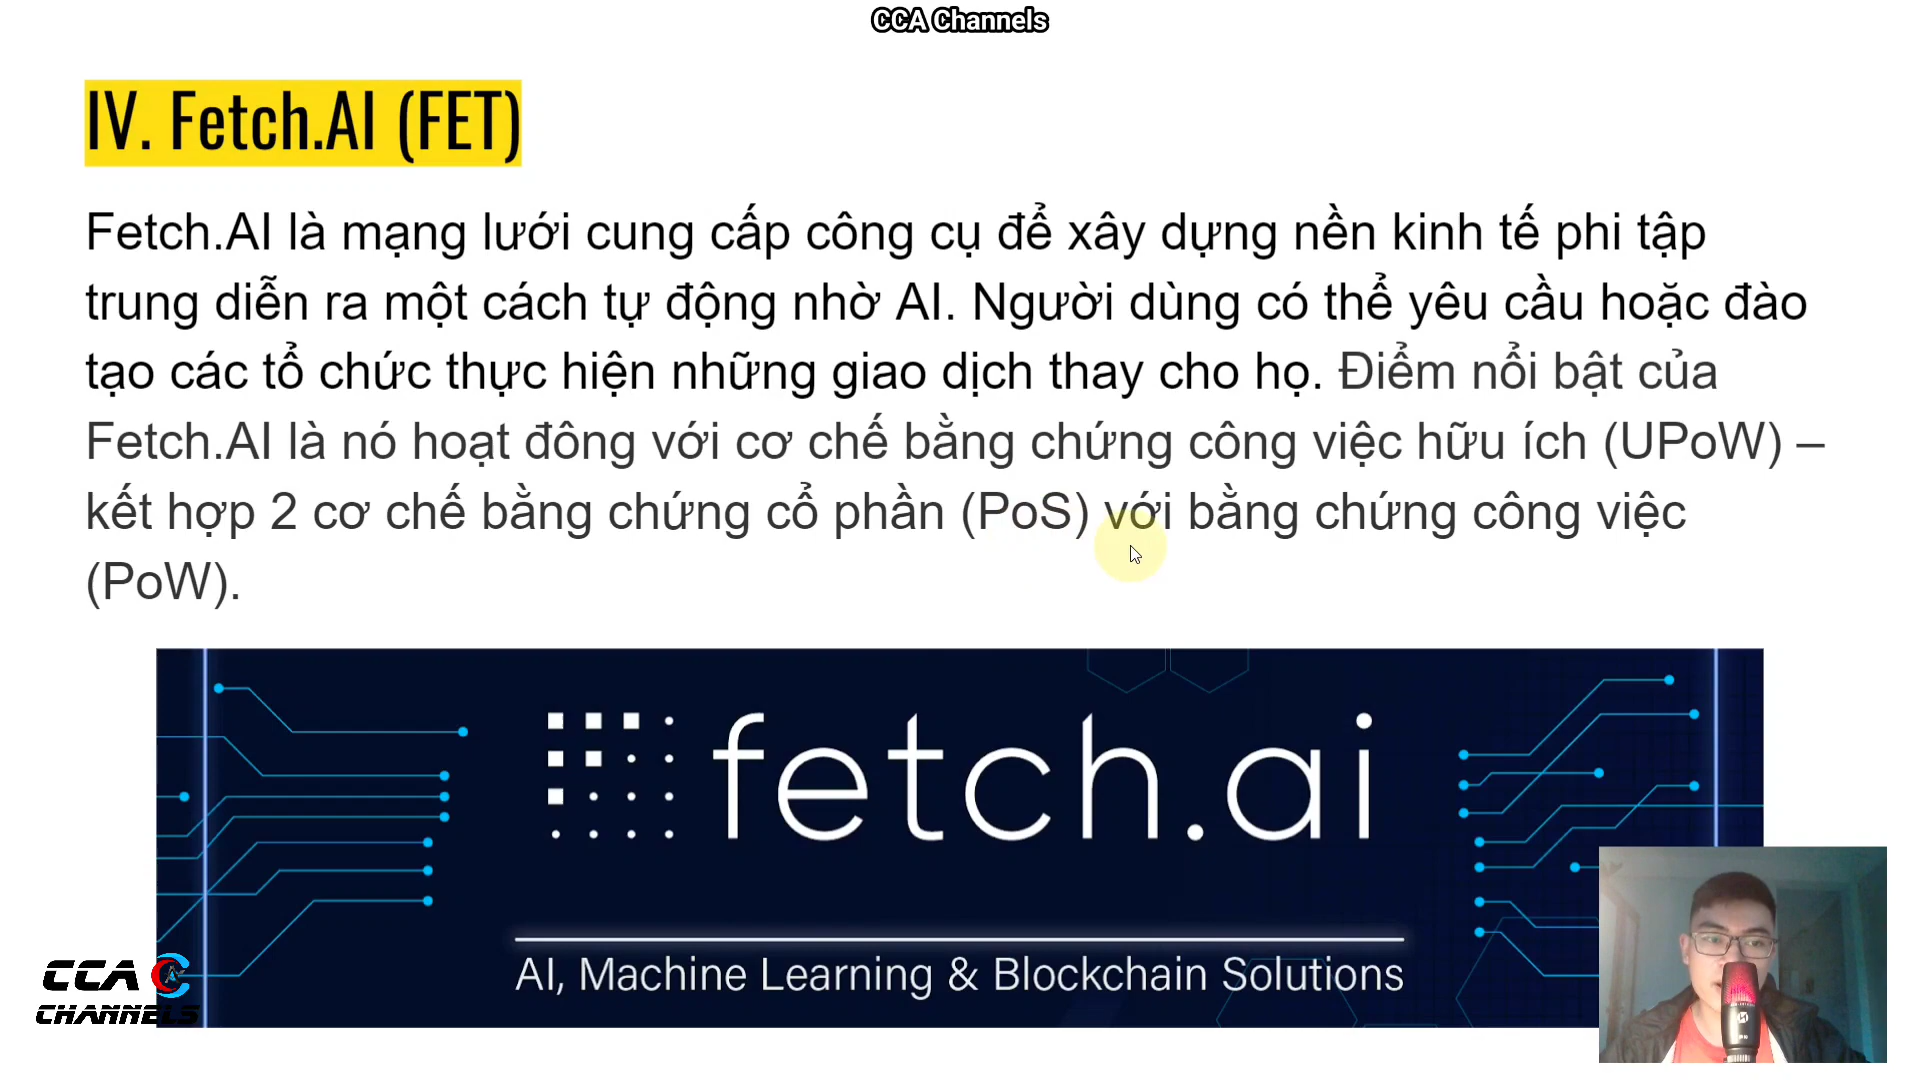 CCA Channels
IV. Fetch.AI (FET)
Fetch.AI là mạng lưới cung cấp công cụ để xây dựng nền kinh tế phi tập
trung diễn ra một cách tự động nhờ AI. Người dùng có thể yêu cầu hoặc đào
tạo các tổ chức thực hiện những giao dịch thay cho họ. Điểm nổi bật của
Fetch.AI là nó hoạt đông với cơ chế bằng chứng công việc hữu ích (UPoW) –
kết hợp 2 cơ chế bằng chứng cổ phần (PoS) với bằng chứng công việc
(PoW).
fetch.ai
AI, Machine Learning & Blockchain Solutions
CCA
CHANNELS